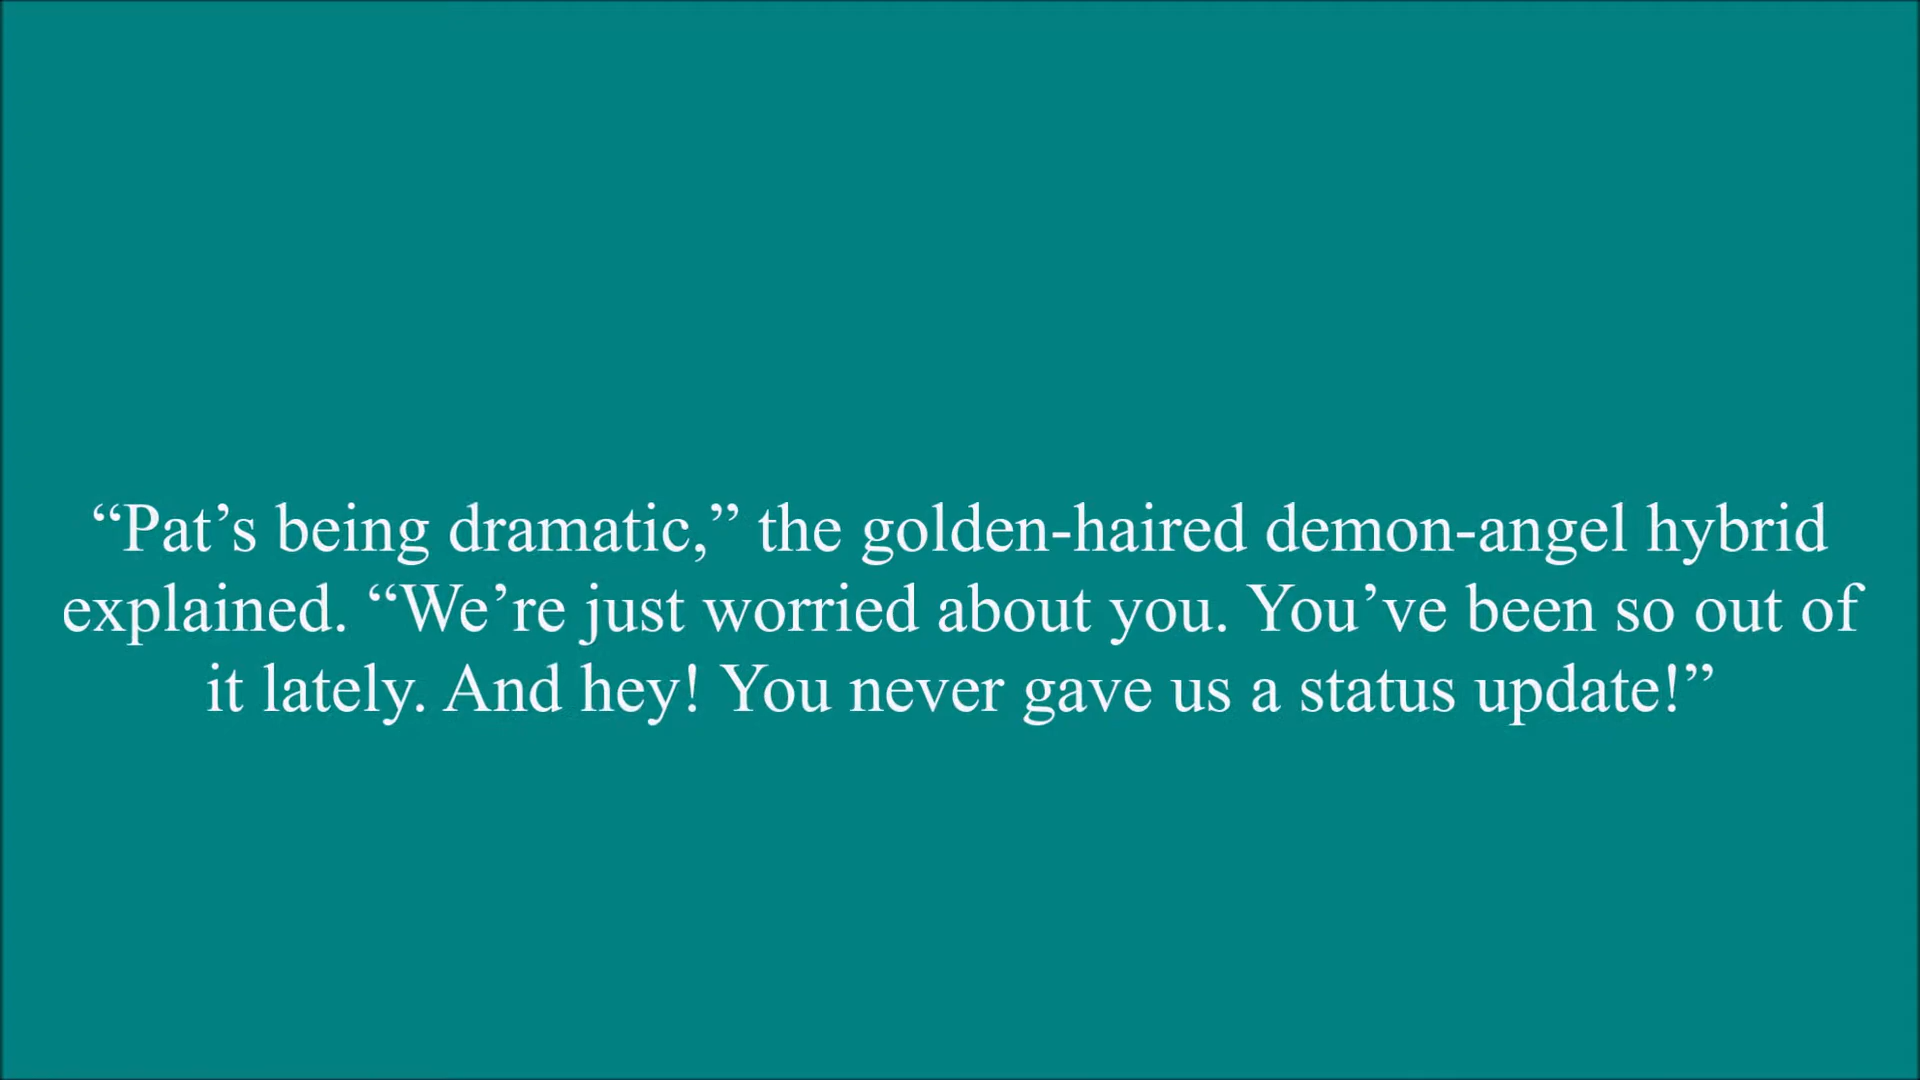 “Pat’s being dramatic,” the golden-haired demon-angel hybrid
explained. “We’re just worried about you. You’ve been so out of
it lately. And hey! You never gave us a status update!”